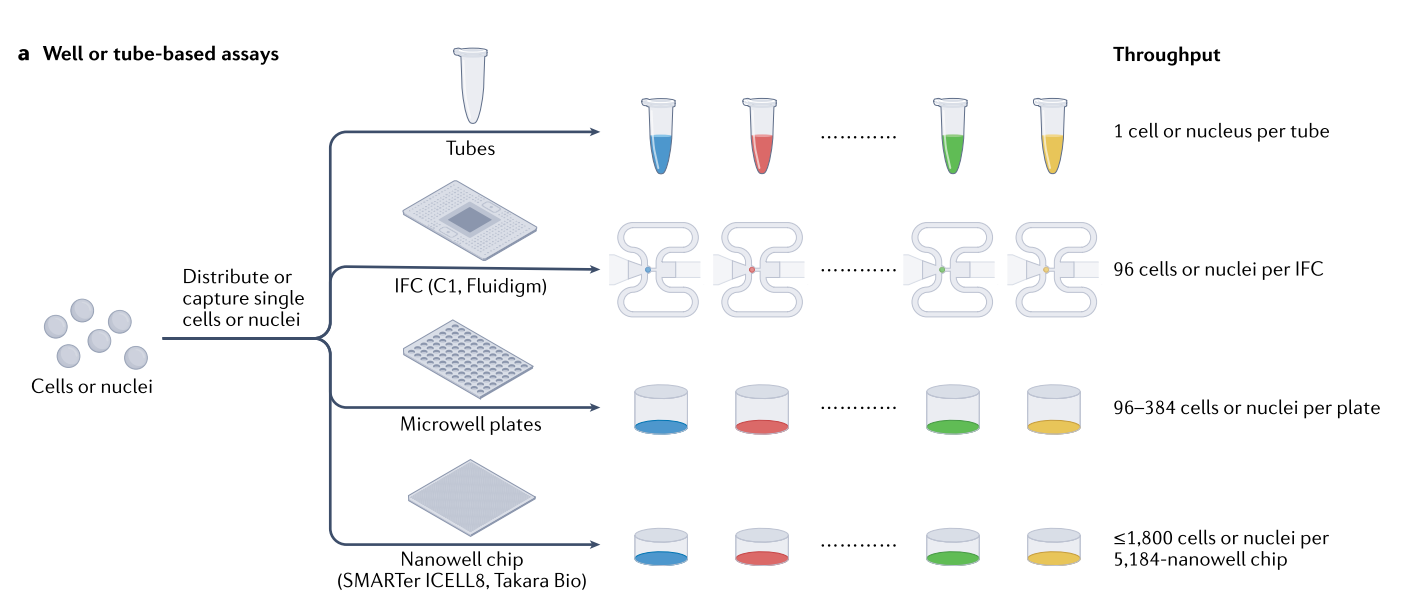 a Well or tube-based assays
Throughput
Tubes
1 cell or nucleus per tube
Distribute or
capture single
cells or nuclei
IFC (C1, Fluidigm)
96 cells or nuclei per IFC
Cells or nuclei
Microwell plates
96–384 cells or nuclei per plate
Nanowell chip
(SMARTer ICELL8, Takara Bio)
≤1,800 cells or nuclei per
5,184-nanowell chip